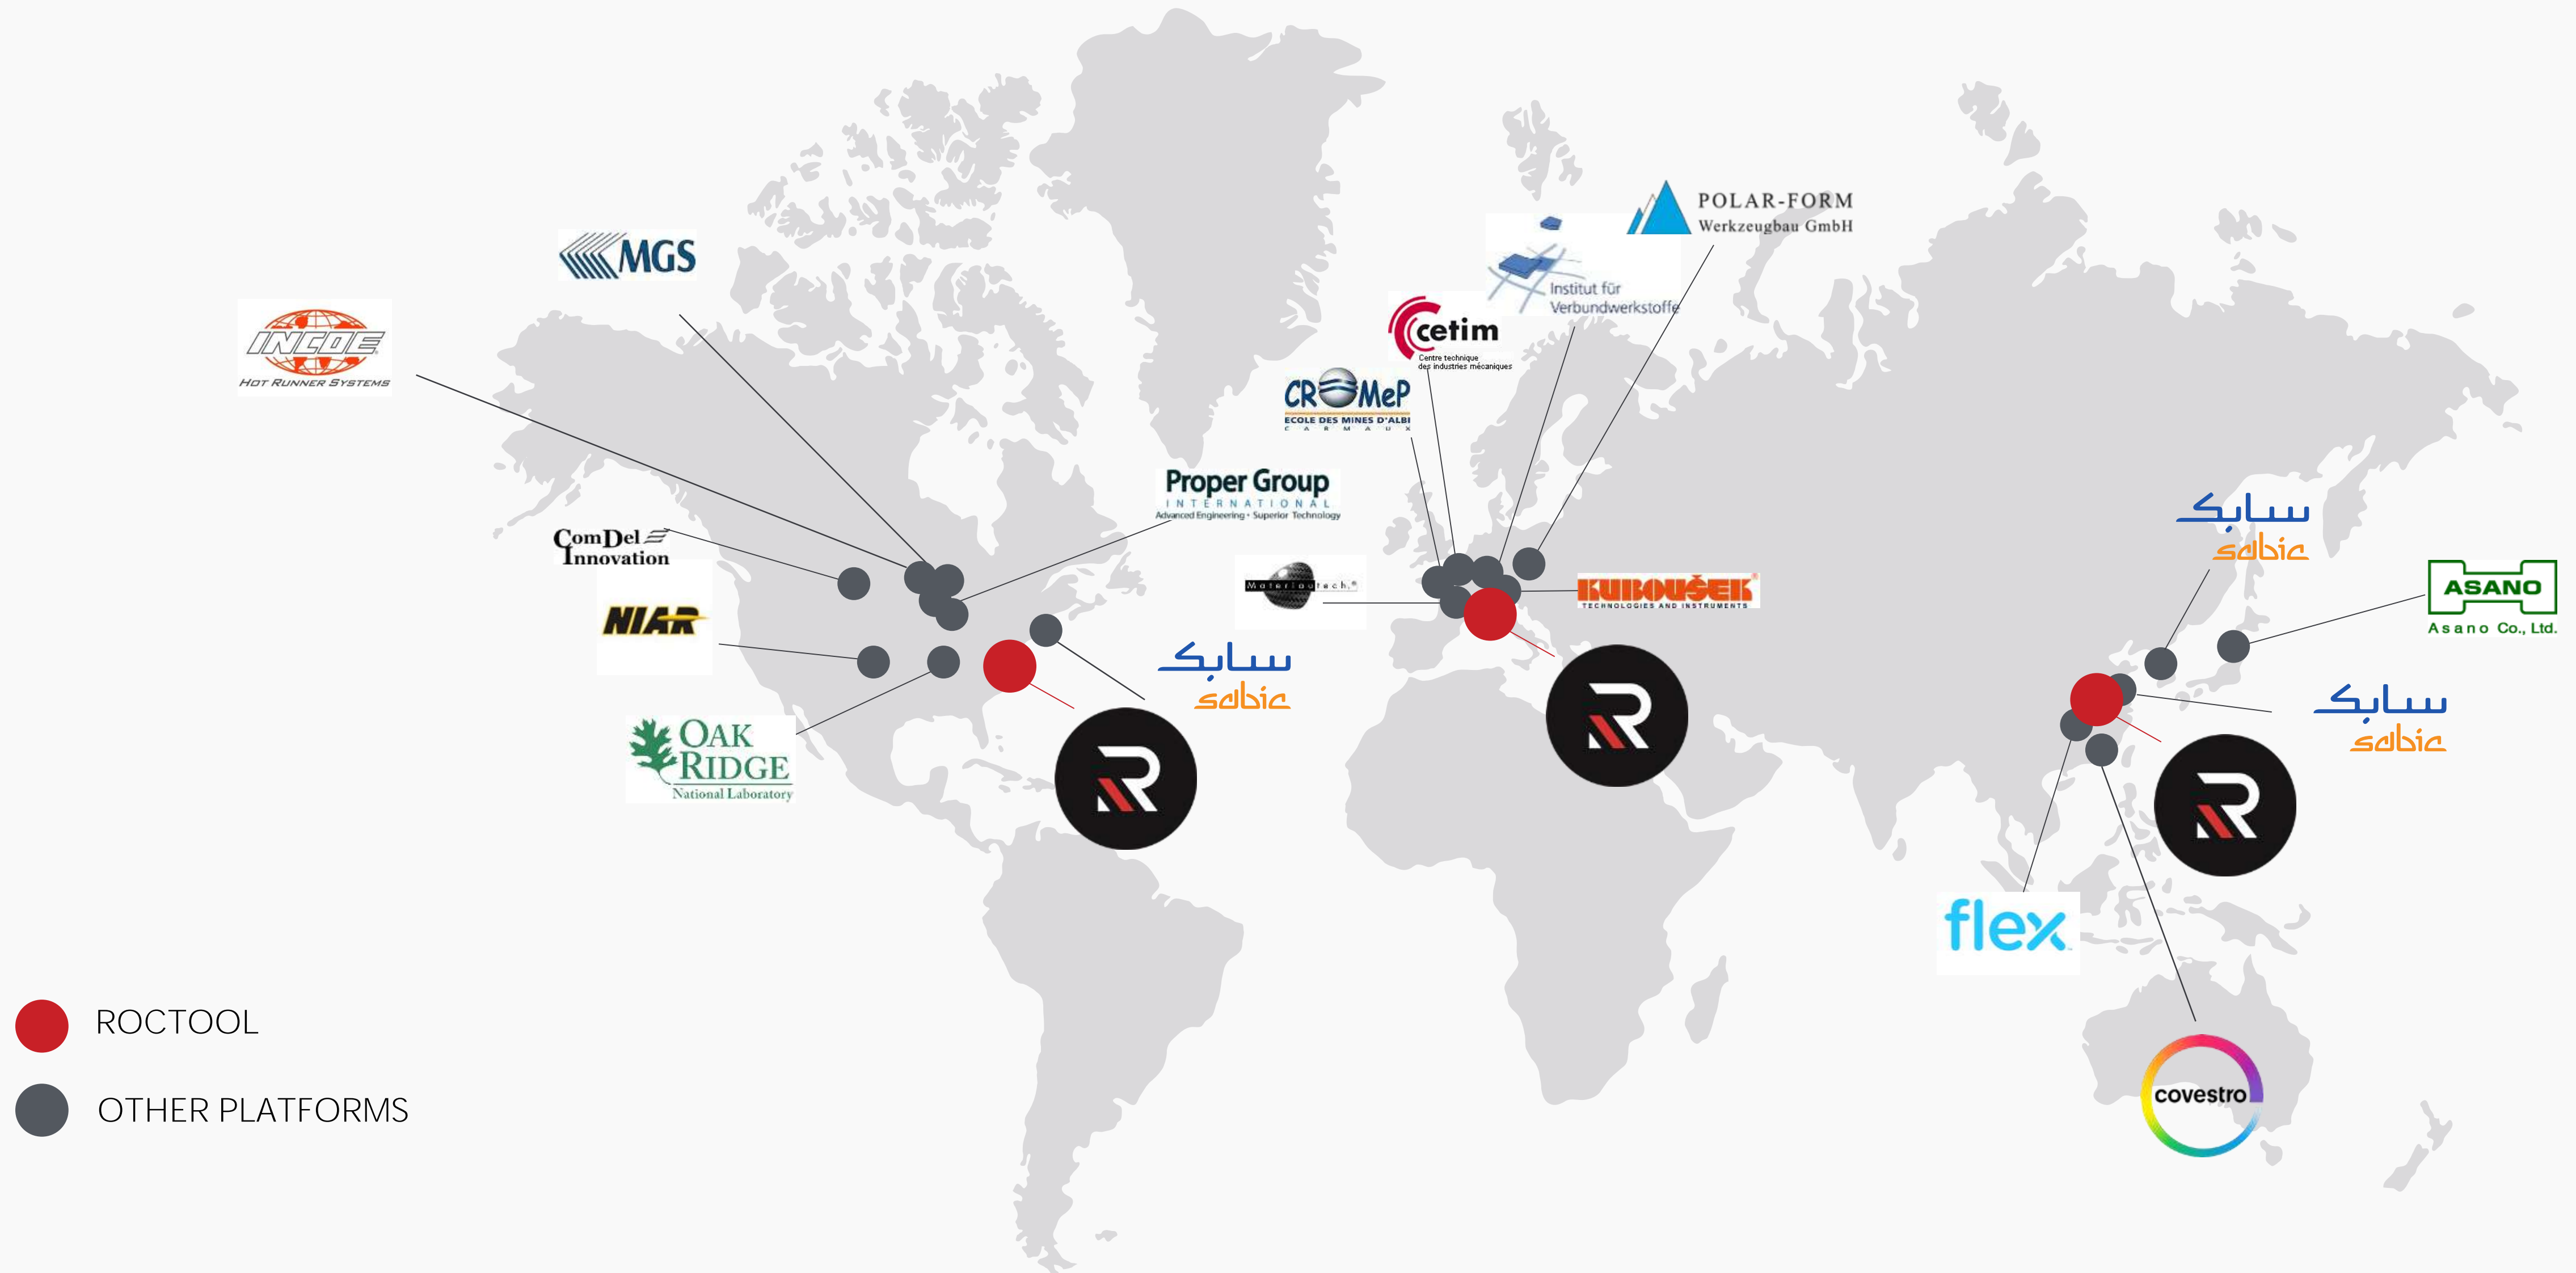 POLAR-FORM
Werkzeugbau GmbH
MGS
Institut für
Verbundwerkstoffe
INCOE
HOT RUNNER SYSTEMS
cetim
Centre technique
des industries mécaniques
CROMeP
ECOLE DES MINES D'ALBI
CARMAUX
Proper Group
INTERNATIONAL
Advanced Engineering • Superior Technology
سابك
sabic
ComDel
Innovation
Materiautech.®
KUBOUŠEK®
TECHNOLOGIES AND INSTRUMENTS
ASANO
Asano Co., Ltd.
NIAR
سابك
sabic
سابك
sabic
OAK
RIDGE
National Laboratory
R
R
R
flex
ROCTOOL
covestro
OTHER PLATFORMS